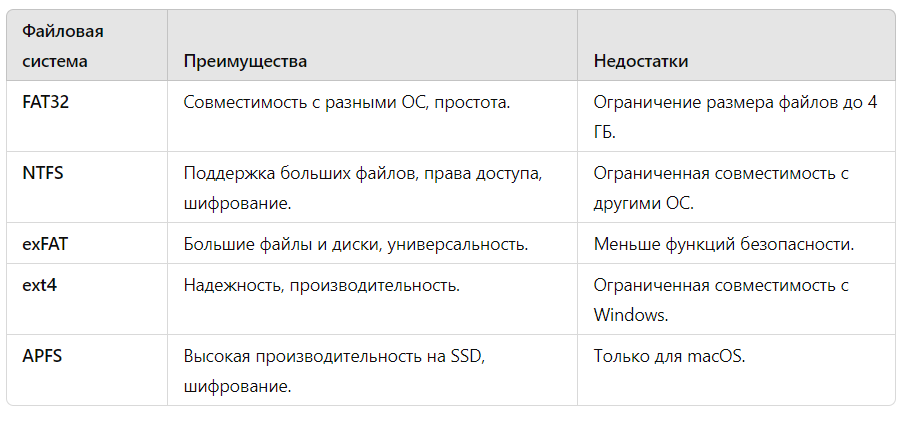 Файловая
система
Преимущества
Недостатки
FAT32
Совместимость с разными ОС, простота.
Ограничение размера файлов до 4
ГБ.
NTFS
Поддержка больших файлов, права доступа,
шифрование.
Ограниченная совместимость с
другими ОС.
exFAT
Большие файлы и диски, универсальность.
Меньше функций безопасности.
ext4
Надежность, производительность.
Ограниченная совместимость с
Windows.
APFS
Высокая производительность на SSD,
шифрование.
Только для macOS.